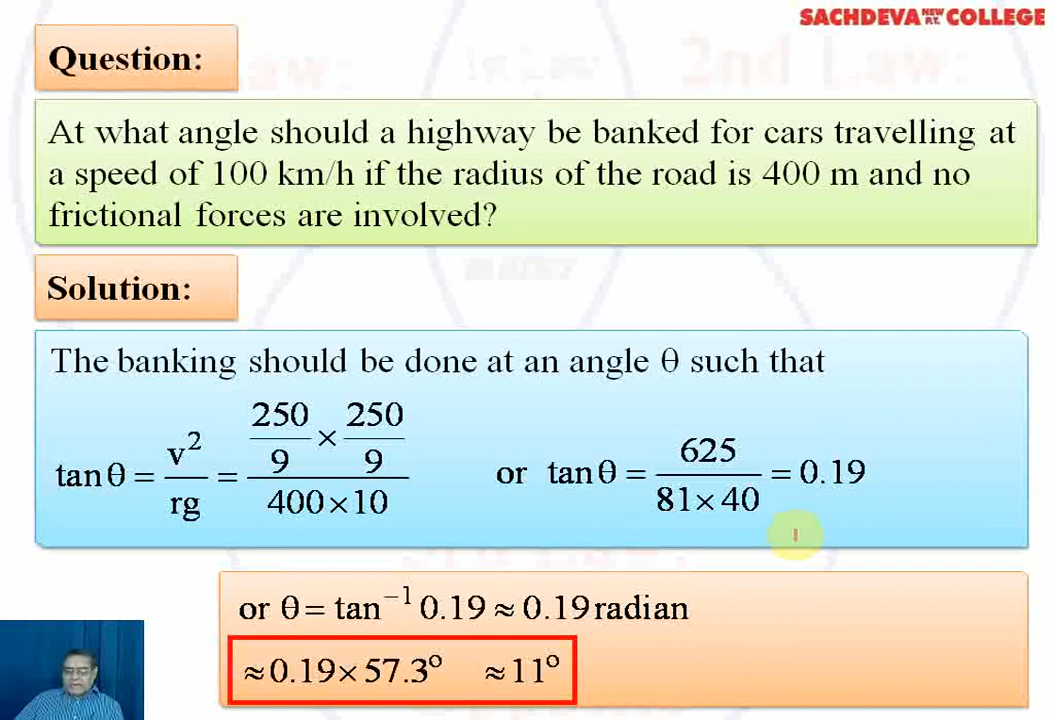 SACHDEVA NEW P.T. COLLEGE
Question:
At what angle should a highway be banked for cars travelling at
a speed of 100 km/h if the radius of the road is 400 m and no
frictional forces are involved?
Solution:
The banking should be done at an angle θ such that
tan θ = v²/rg = (250/9 × 250/9)/(400 × 10) or tan θ = 625/(81 × 40) = 0.19
or θ = tan⁻¹ 0.19 ≈ 0.19 radian
≈ 0.19 × 57.3° ≈ 11°